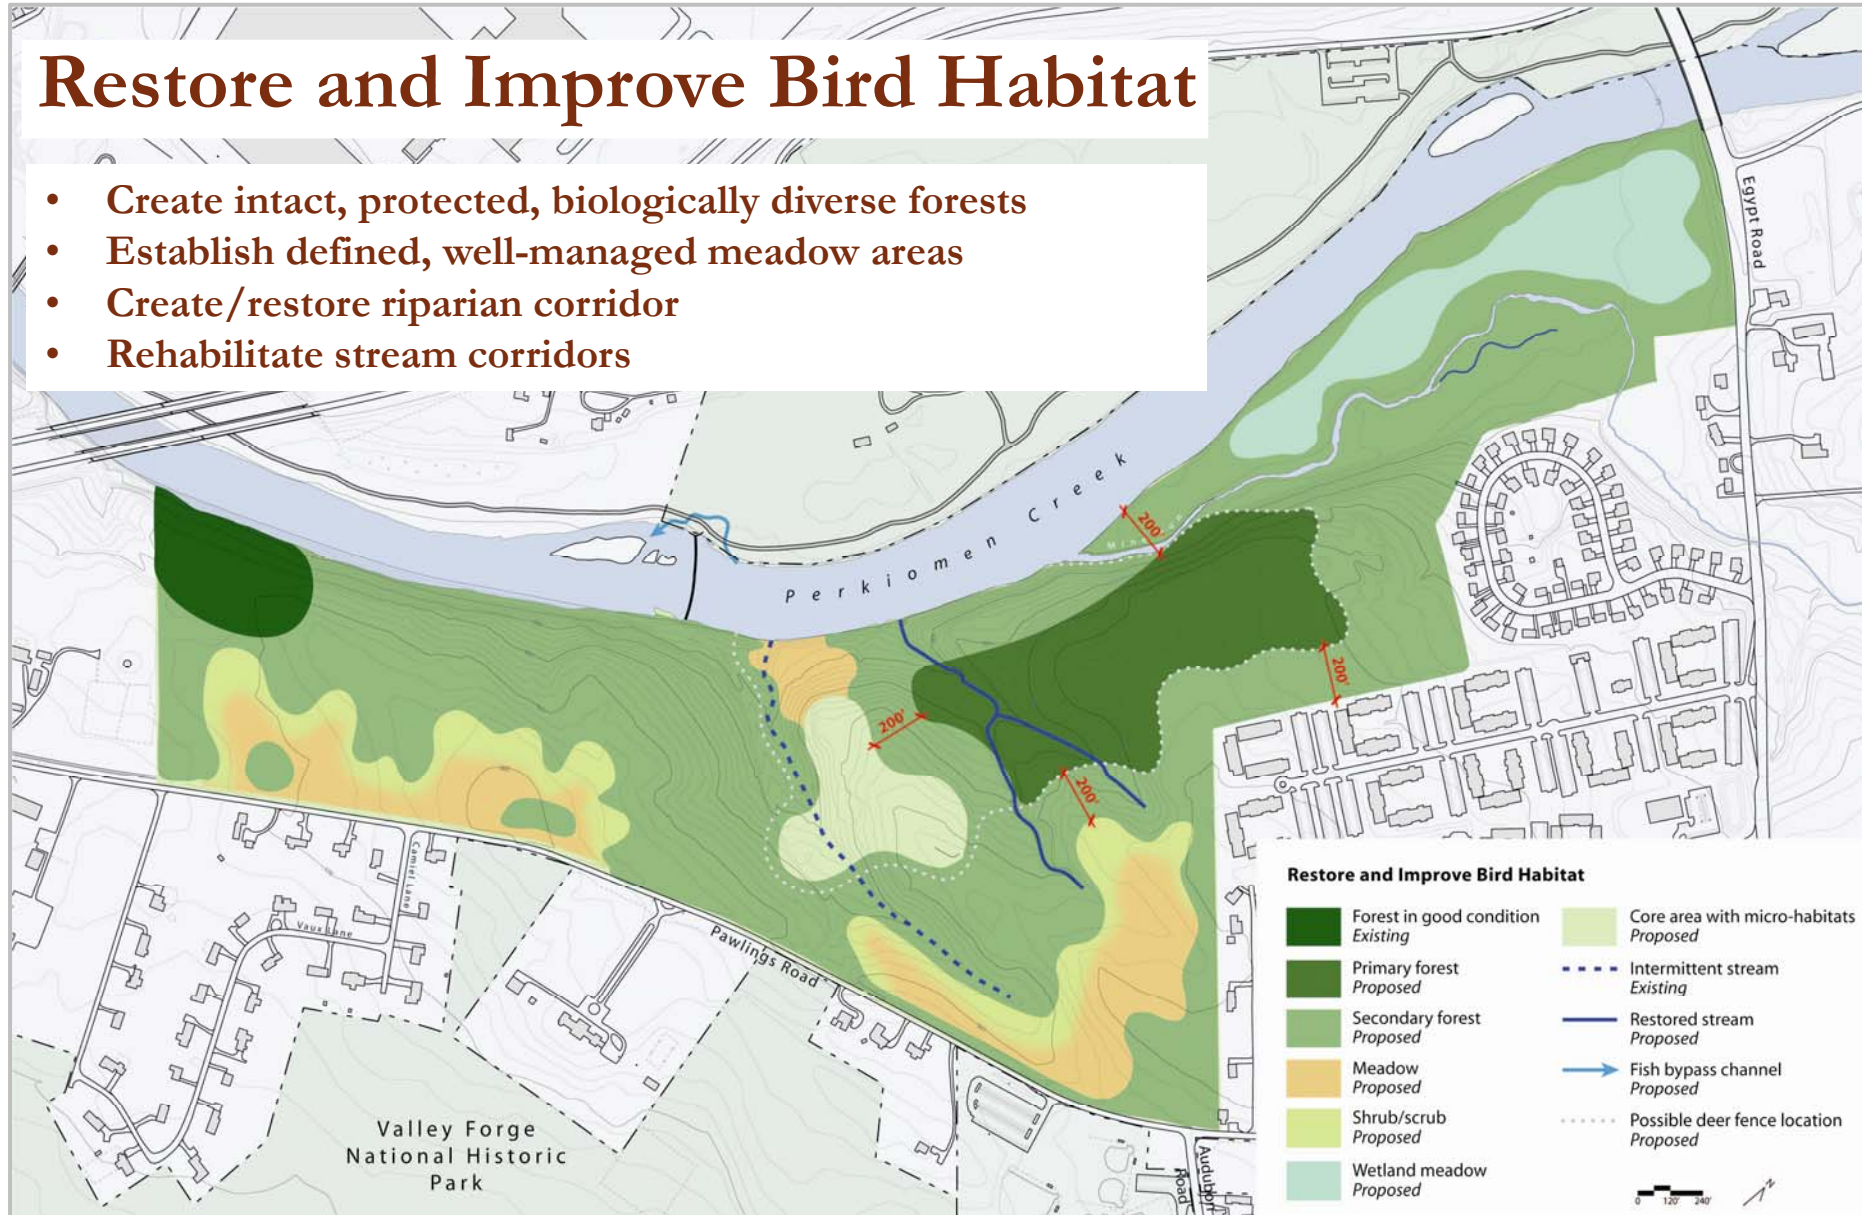 Restore and Improve Bird Habitat
• Create intact, protected, biologically diverse forests
• Establish defined, well-managed meadow areas
• Create/restore riparian corridor
• Rehabilitate stream corridors
Egypt Road
Perkiomen Creek
200'
200'
200'
200'
Camiel Lane
Vaux Lane
Pawlings Road
Valley Forge
National Historic
Park
Audubon
Road
Restore and Improve Bird Habitat
Forest in good condition
Existing
Primary forest
Proposed
Secondary forest
Proposed
Meadow
Proposed
Shrub/scrub
Proposed
Wetland meadow
Proposed
Core area with micro-habitats
Proposed
Intermittent stream
Existing
Restored stream
Proposed
Fish bypass channel
Proposed
Possible deer fence location
Proposed
0 120' 240'
N